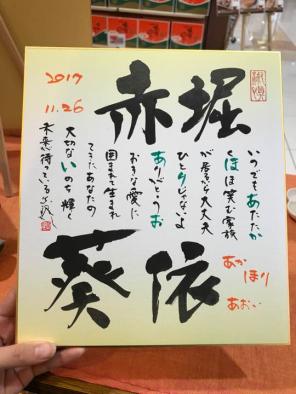 赤堀
葵依
いつでもあたたか
くほほ笑む家族
が居るから大丈夫
ひとりじゃないよ
ありがとうお
おきな愛に
囲まれ生まれ
てきたあなたの
大切ないのち輝く
未来待っている
2017
11.26
あか
ほり
あおい